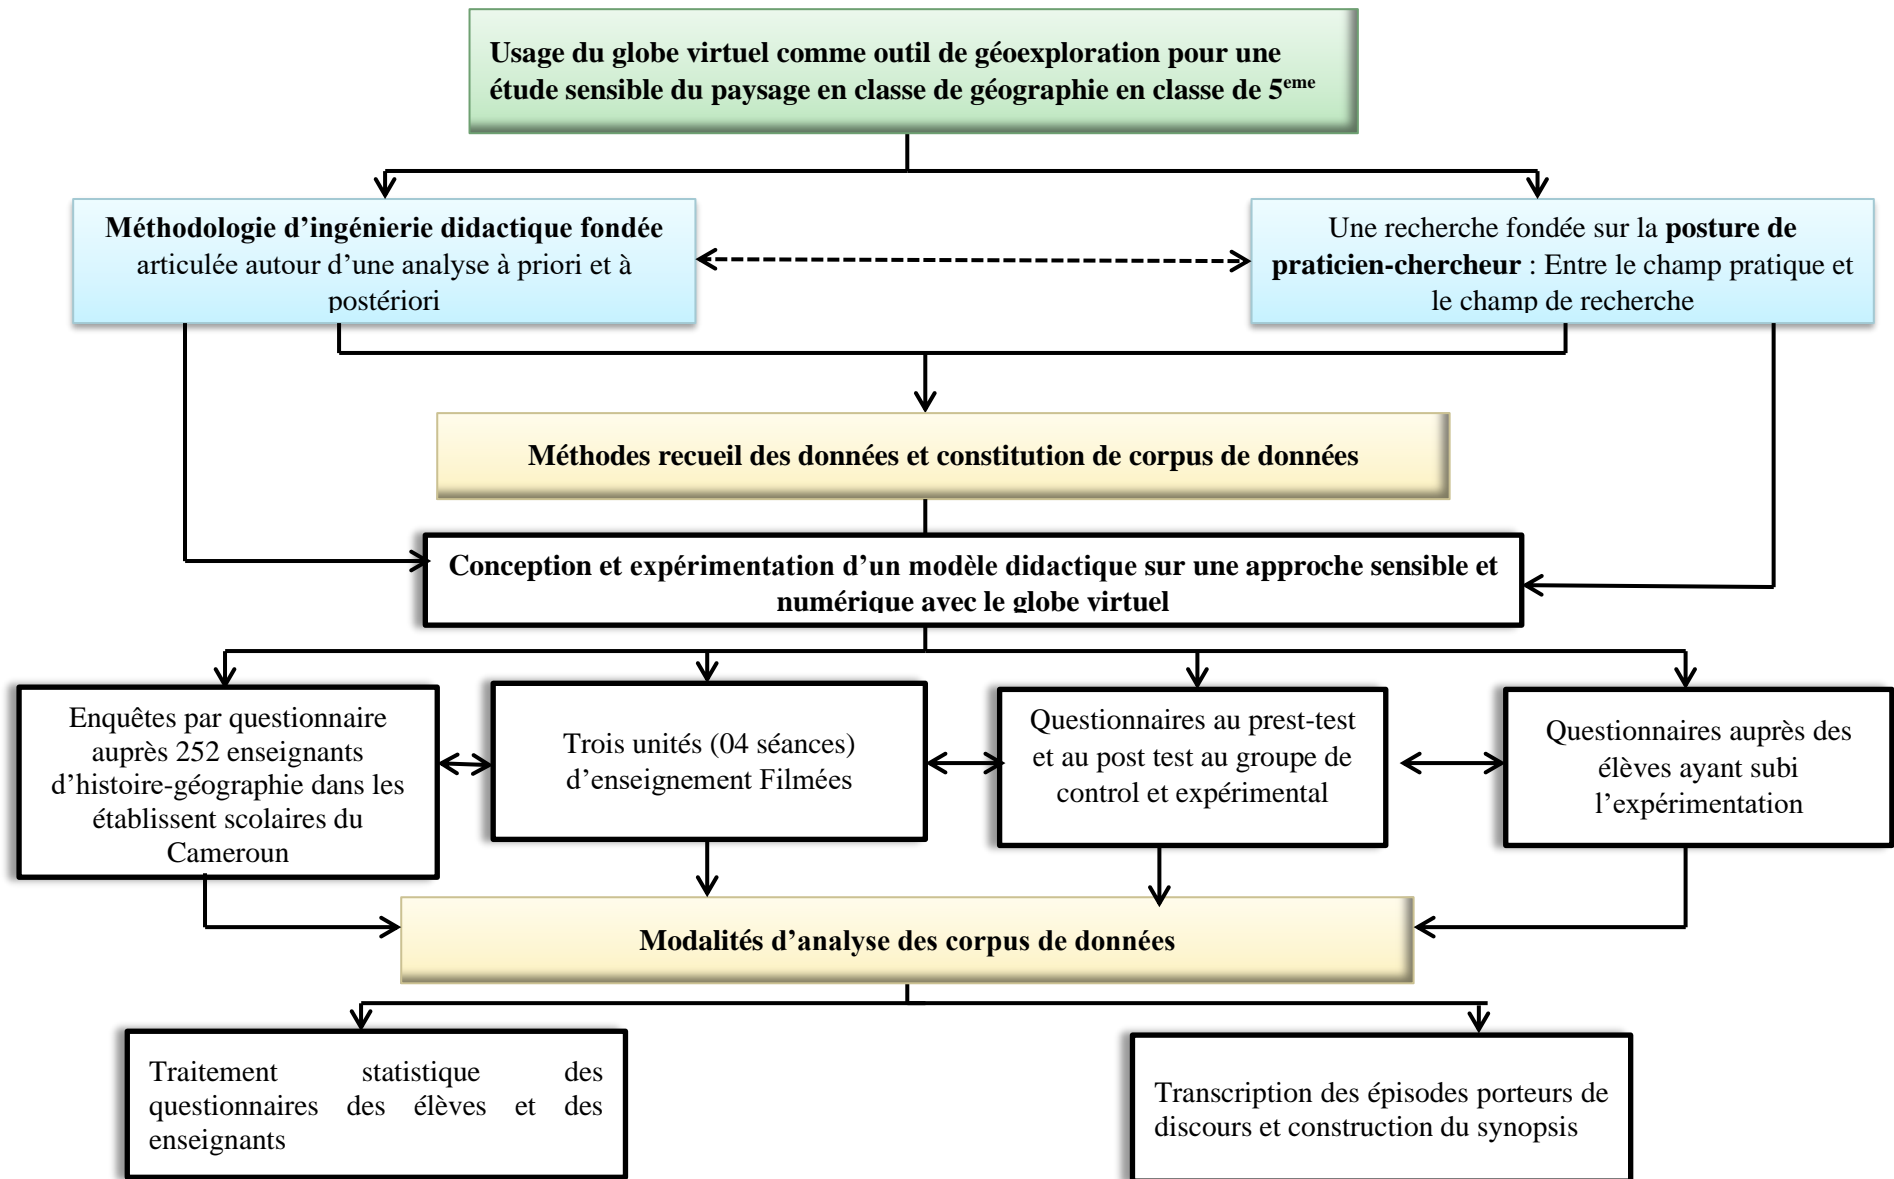 Usage du globe virtuel comme outil de géoexploration pour une
étude sensible du paysage en classe de géographie en classe de 5eme
Méthodologie d’ingénierie didactique fondée
articulée autour d’une analyse à priori et à
postériori
Une recherche fondée sur la posture de
praticien-chercheur : Entre le champ pratique et
le champ de recherche
Méthodes recueil des données et constitution de corpus de données
Conception et expérimentation d’un modèle didactique sur une approche sensible et
numérique avec le globe virtuel
Enquêtes par questionnaire
auprès 252 enseignants
d’histoire-géographie dans les
établissent scolaires du
Cameroun
Trois unités (04 séances)
d’enseignement Filmées
Questionnaires au prest-test
et au post test au groupe de
control et expérimental
Questionnaires auprès des
élèves ayant subi
l’expérimentation
Modalités d’analyse des corpus de données
Traitement statistique des
questionnaires des élèves et des
enseignants
Transcription des épisodes porteurs de
discours et construction du synopsis